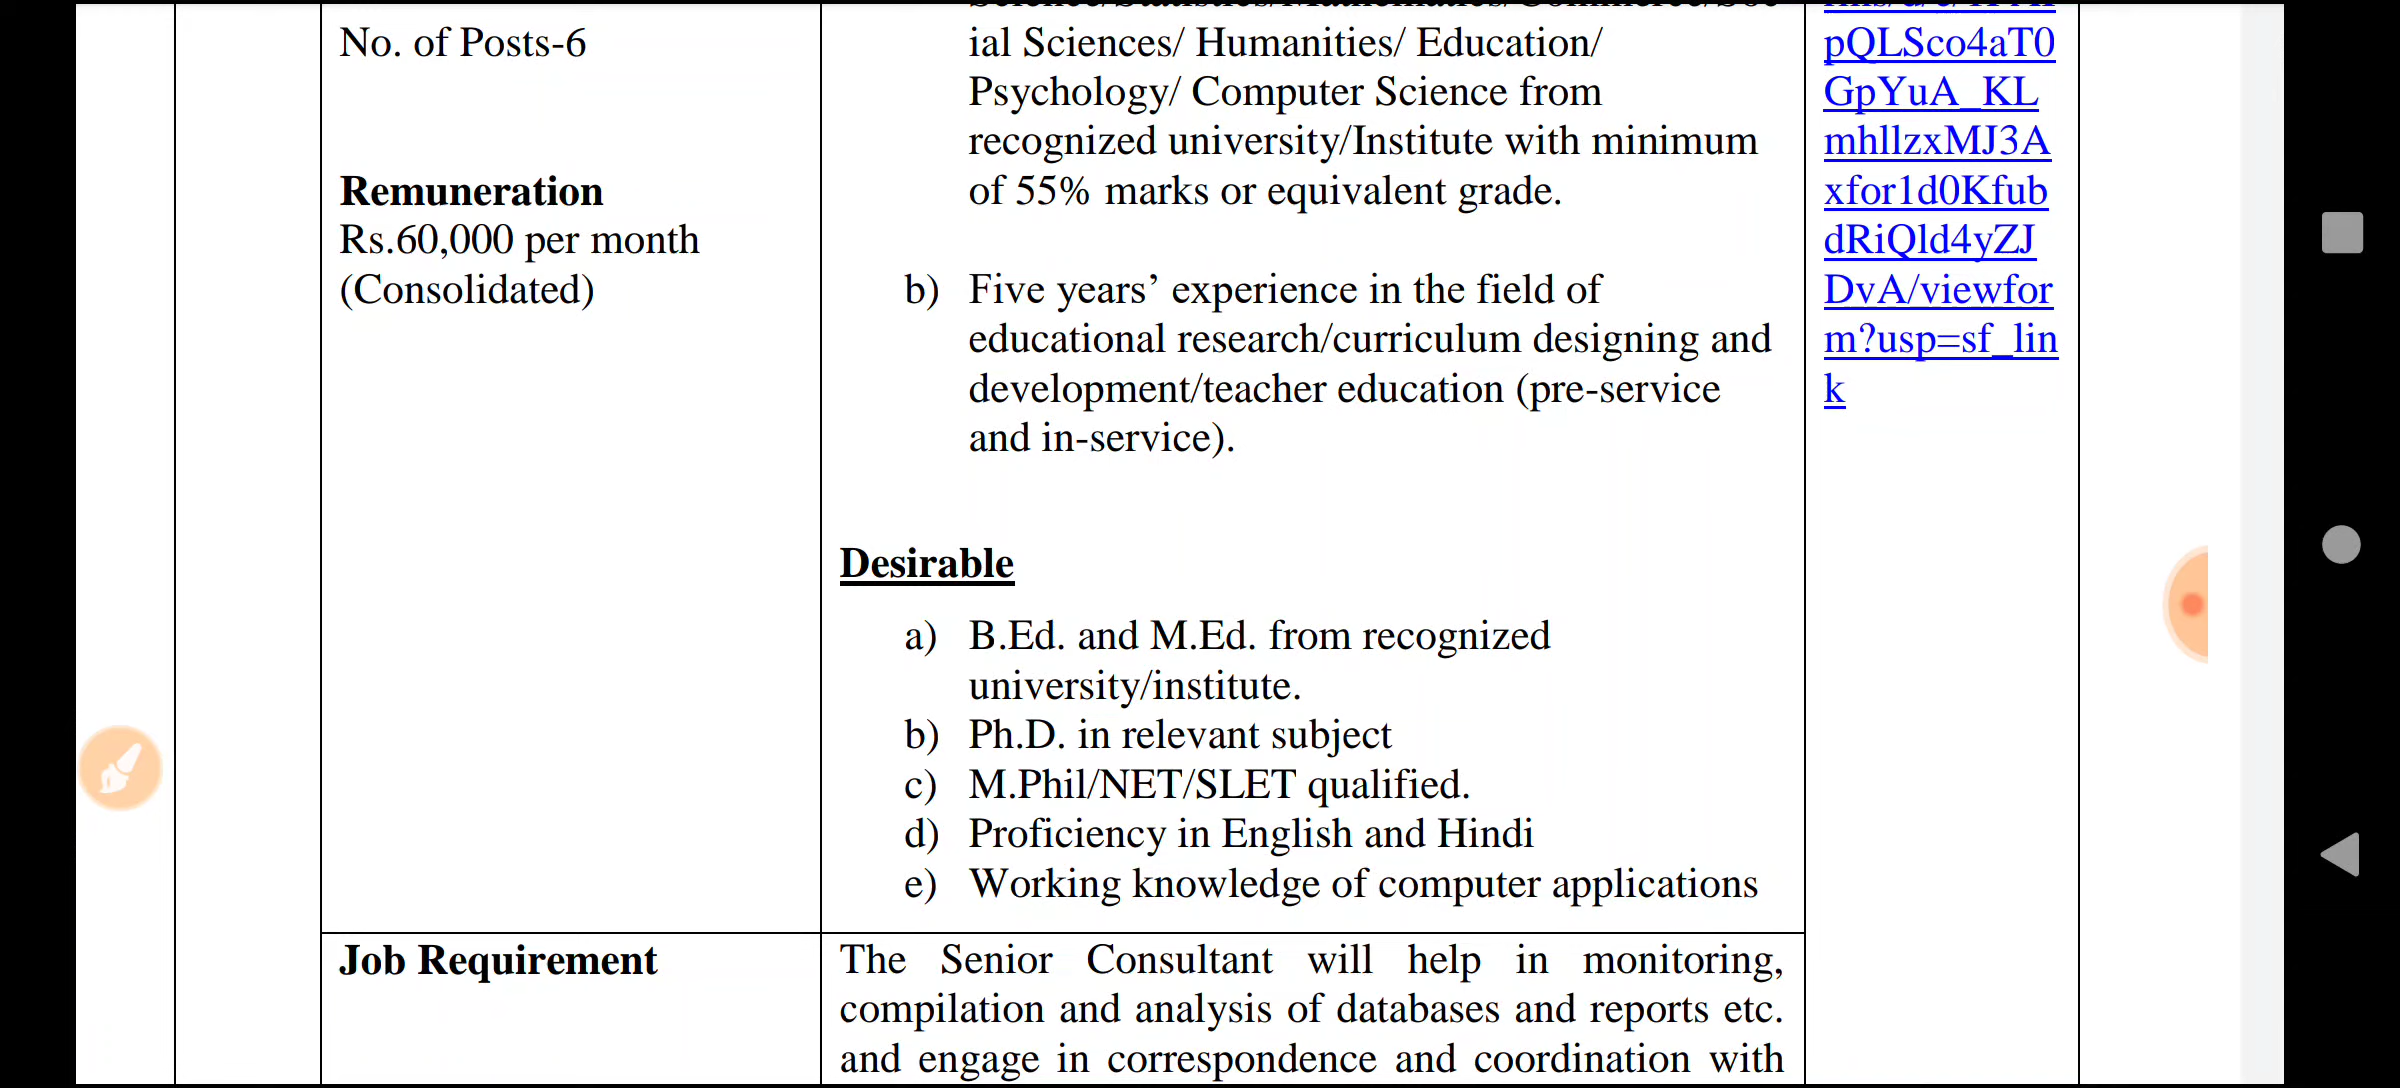 No. of Posts-6
Remuneration
Rs.60,000 per month
(Consolidated)
ial Sciences/ Humanities/ Education/
Psychology/ Computer Science from
recognized university/Institute with minimum
of 55% marks or equivalent grade.
b) Five years’ experience in the field of
educational research/curriculum designing and
development/teacher education (pre-service
and in-service).
Desirable
a) B.Ed. and M.Ed. from recognized
university/institute.
b) Ph.D. in relevant subject
c) M.Phil/NET/SLET qualified.
d) Proficiency in English and Hindi
e) Working knowledge of computer applications
pQLSco4aT0
GpYuA_KL
mhllzxMJ3A
xfor1d0Kfub
dRiQld4yZJ
DvA/viewfor
m?usp=sf_lin
k
Job Requirement
The Senior Consultant will help in monitoring,
compilation and analysis of databases and reports etc.
and engage in correspondence and coordination with